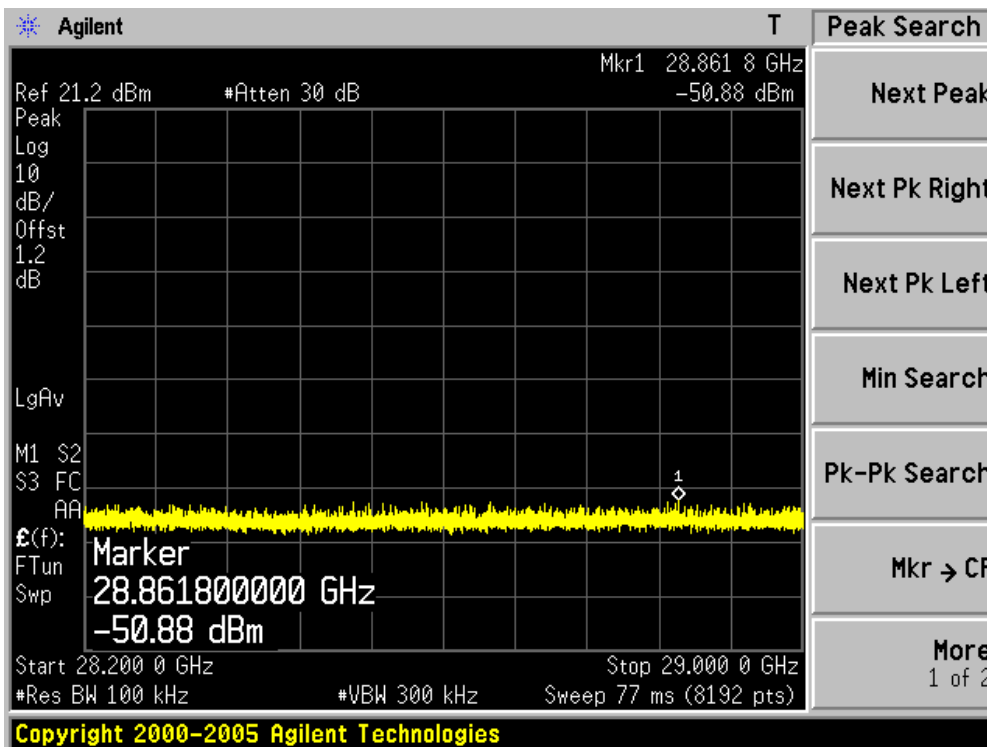 Agilent T Peak Search
Mkr1 28.861 8 GHz
Ref 21.2 dBm #Atten 30 dB -50.88 dBm
Peak
Log
10
dB/
Offst
1.2
dB
LgAv
M1 S2
S3 FC
AA
£(f):
FTun
Swp
1
Marker
28.861800000 GHz
-50.88 dBm
Start 28.200 0 GHz Stop 29.000 0 GHz
#Res BW 100 kHz #VBW 300 kHz Sweep 77 ms (8192 pts)
Copyright 2000-2005 Agilent Technologies
Next Peak
Next Pk Right
Next Pk Left
Min Search
Pk-Pk Search
Mkr → CF
More
1 of 2